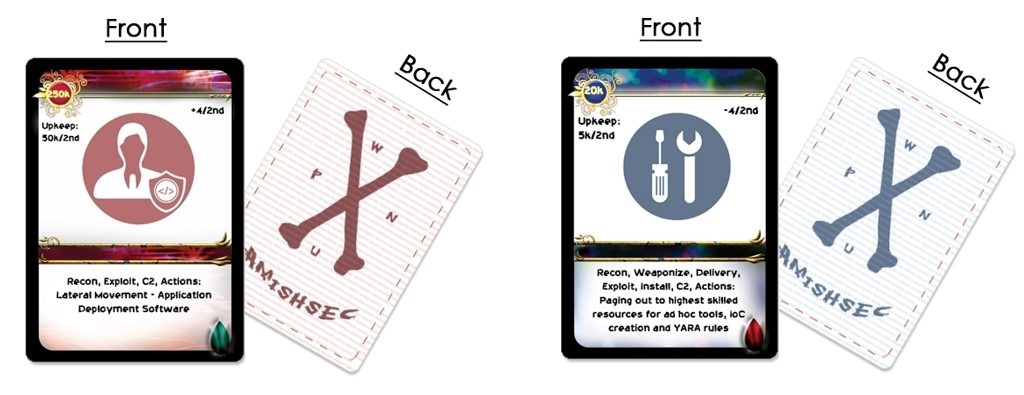 Front
250k
+4/2nd
Upkeep:
50k/2nd
</>
Recon, Exploit, C2, Actions:
Lateral Movement - Application
Deployment Software
Back
W
P
N
U
AMISHSEC
Front
20k
-4/2nd
Upkeep:
5k/2nd
Recon, Weaponize, Delivery,
Exploit, Install, C2, Actions:
Paging out to highest skilled
resources for ad hoc tools, IoC
creation and YARA rules
Back
W
P
N
U
AMISHSEC